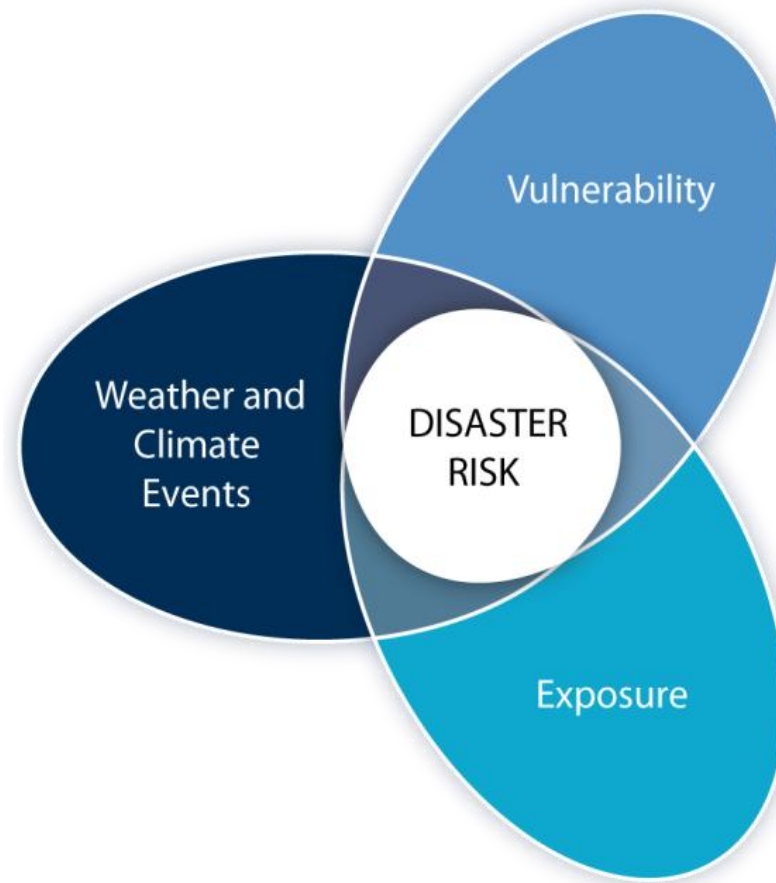 Vulnerability
Weather and
Climate
Events
DISASTER
RISK
Exposure